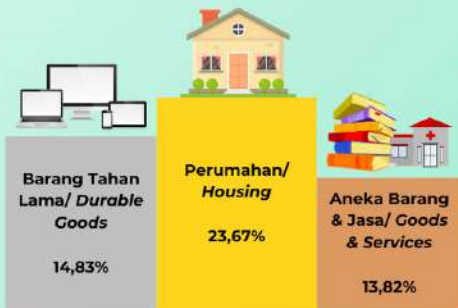 Barang Tahan
Lama/ Durable
Goods
14,83%
Perumahan/
Housing
23,67%
Aneka Barang
& Jasa/ Goods
& Services
13,82%